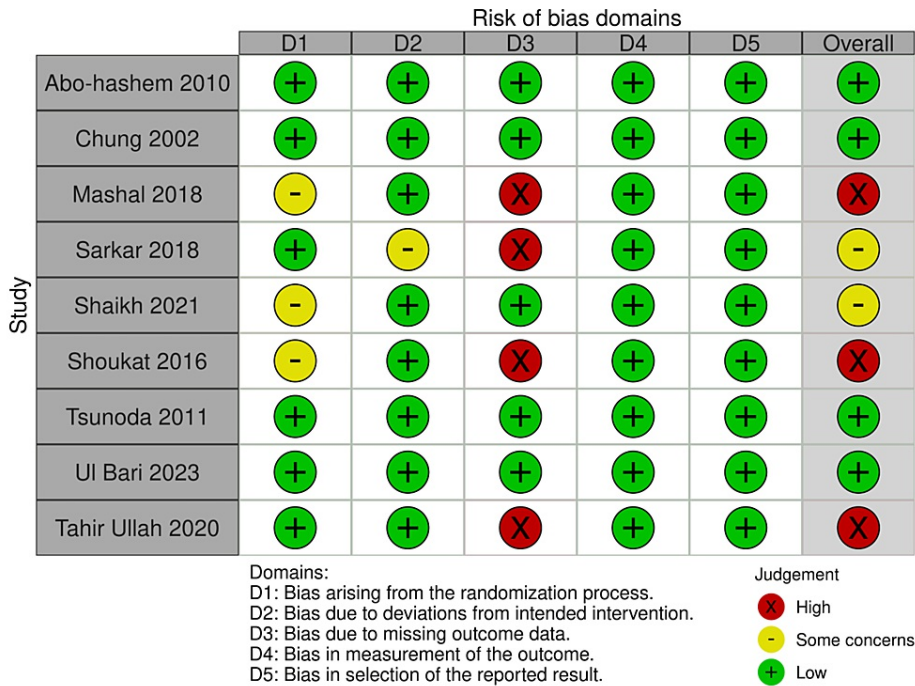 Risk of bias domains
D1 D2 D3 D4 D5 Overall
Study
Abo-hashem 2010 + + + + + +
Chung 2002 + + + + + +
Mashal 2018 - + X + + X
Sarkar 2018 + - X + + -
Shaikh 2021 - + + + + -
Shoukat 2016 - + X + + X
Tsunoda 2011 + + + + + +
Ul Bari 2023 + + + + + +
Tahir Ullah 2020 + + X + + X
Domains:
D1: Bias arising from the randomization process.
D2: Bias due to deviations from intended intervention.
D3: Bias due to missing outcome data.
D4: Bias in measurement of the outcome.
D5: Bias in selection of the reported result.
Judgement
X High
- Some concerns
+ Low